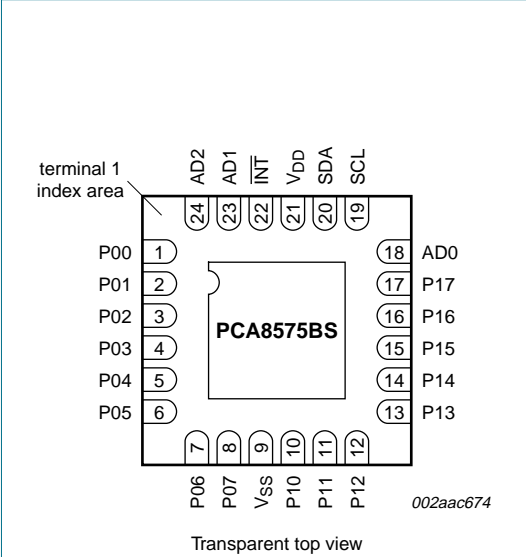 terminal 1
index area
AD2
AD1
INT
VDD
SDA
SCL
24
23
22
21
20
19
P00 1
P01 2
P02 3
P03 4
P04 5
P05 6
PCA8575BS
18 AD0
17 P17
16 P16
15 P15
14 P14
13 P13
7
8
9
10
11
12
P06
P07
VSS
P10
P11
P12
002aac674
Transparent top view